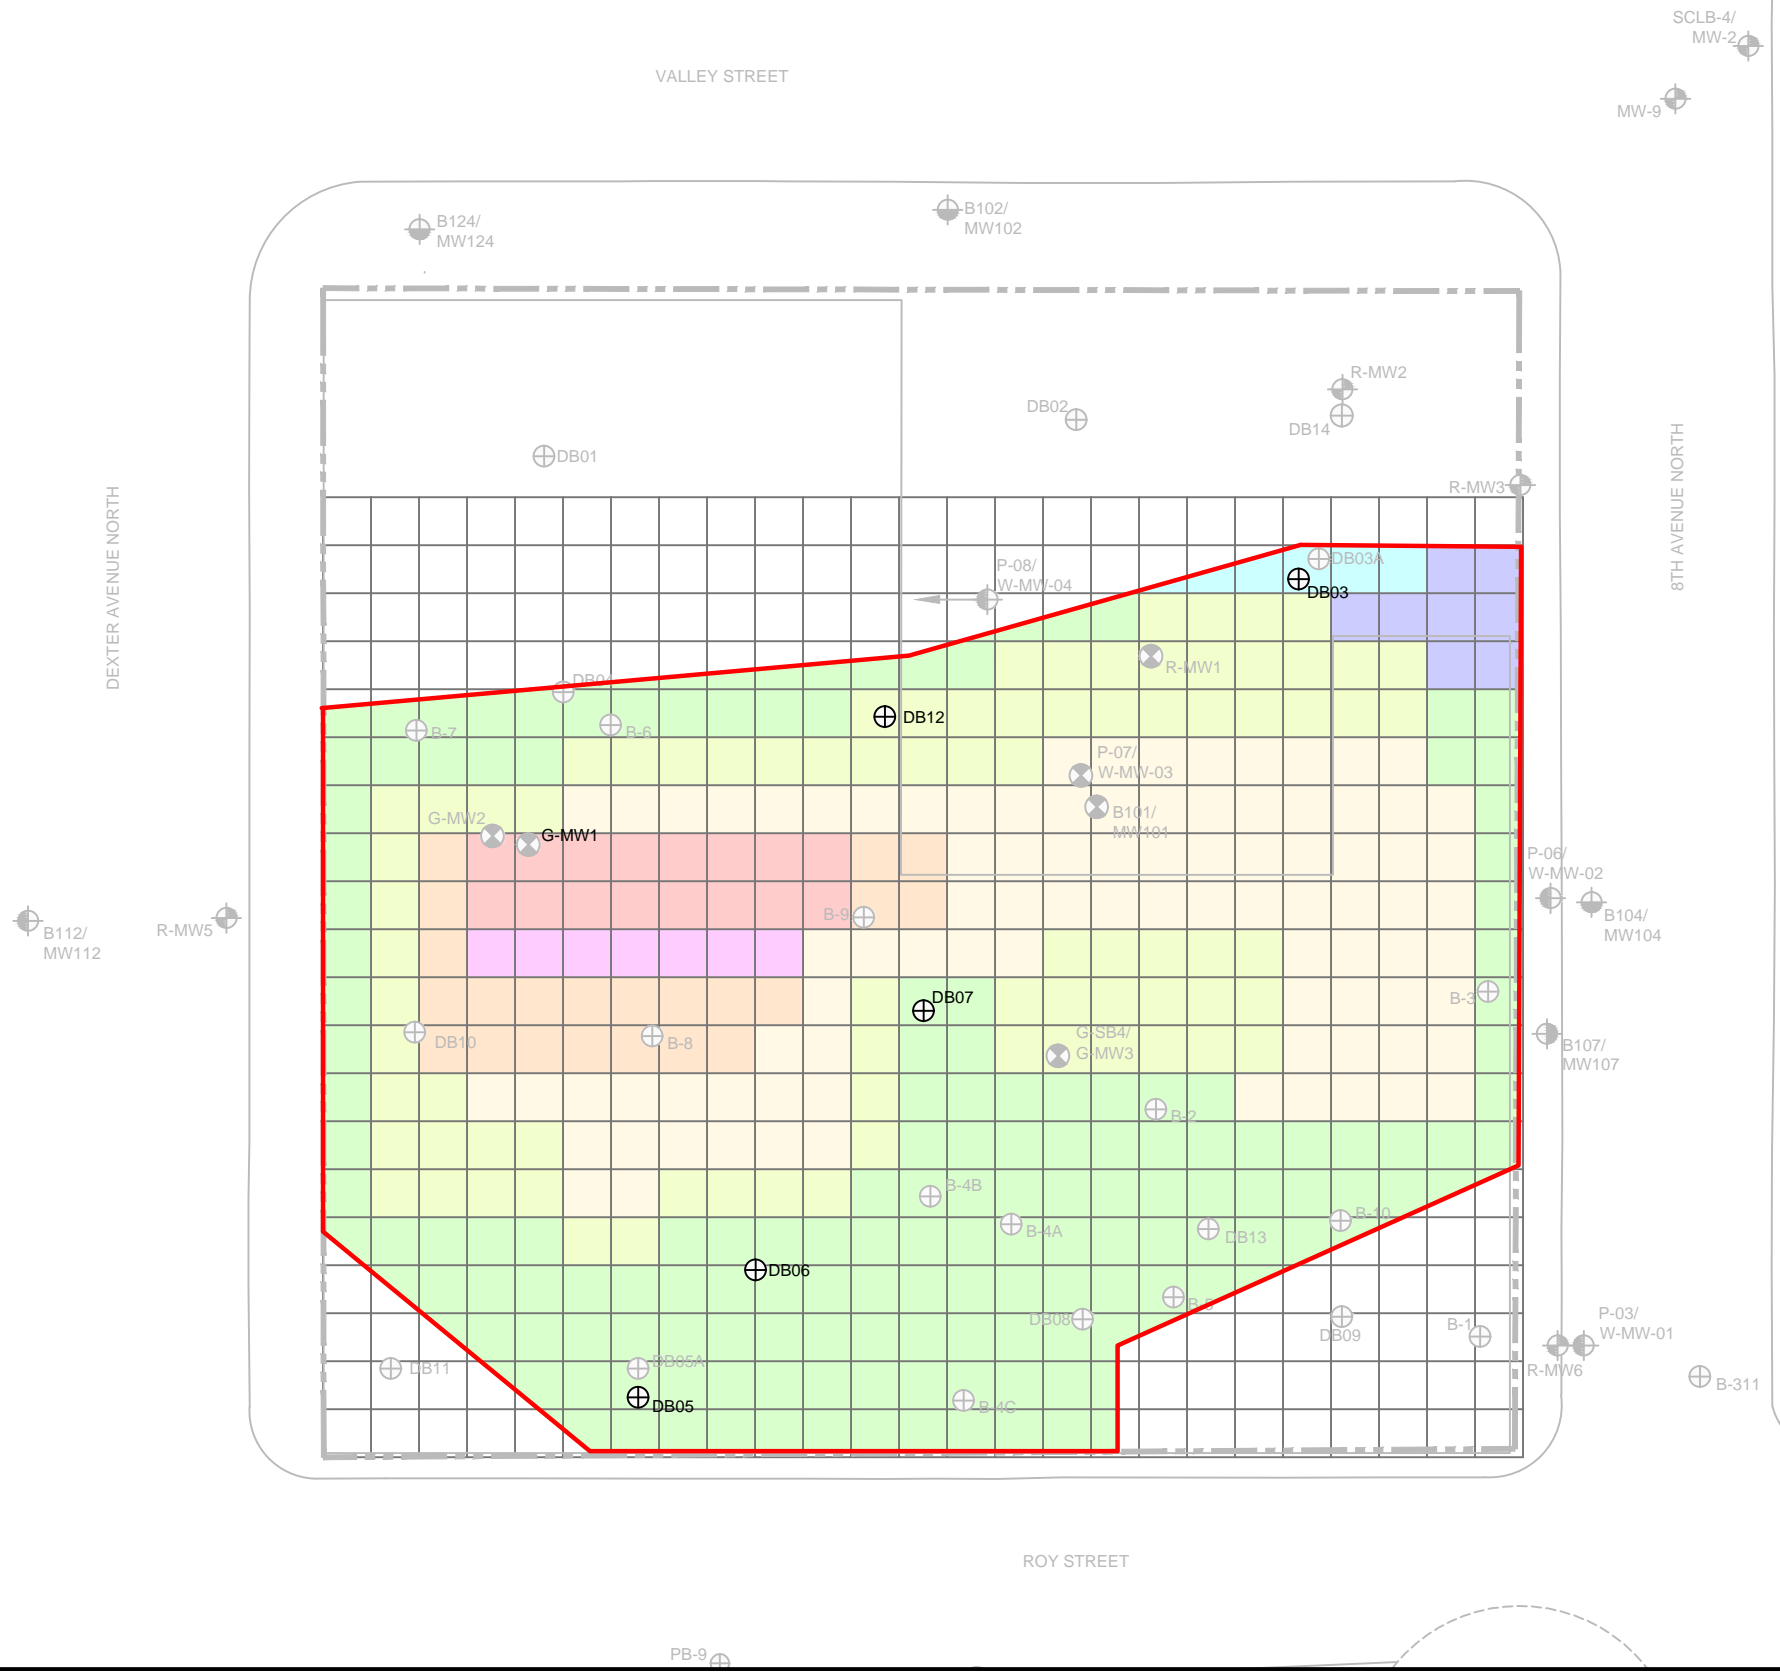 SCLB-4/
MW-2
VALLEY STREET
MW-9
B124/
MW124
B102/
MW102
R-MW2
DB02
DB14
DB01
R-MW3
DEXTER AVENUE NORTH
8TH AVENUE NORTH
P-08/
W-MW-04
DB03A
DB03
R-MW1
DB04
B-7
B-6
DB12
P-07/
W-MW-03
B101/
MW101
G-MW2
G-MW1
P-06/
W-MW-02
B-9
B104/
MW104
B112/
MW112
R-MW5
DB07
B-3
DB10
B-8
G-SB4/
G-MW3
B107/
MW107
B-2
B-4B
B-4A
DB13
B-10
DB06
B-5
DB08
DB09
B-1
P-03/
W-MW-01
R-MW6
DB11
DB05A
DB05
B-4C
B-311
ROY STREET
PB-9